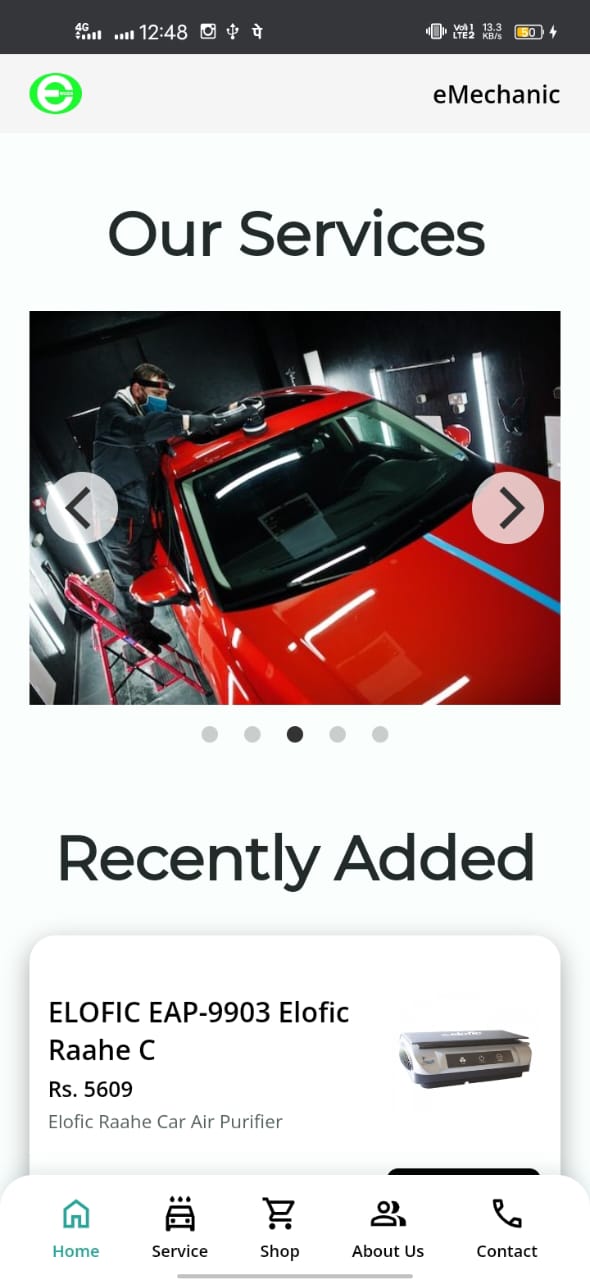 4G
12:48
पे
Vo))
LTE2
13.3
KB/s
50
eMechanic
Our Services
Recently Added
ELOFIC EAP-9903 Elofic
Raahe C
Rs. 5609
Elofic Raahe Car Air Purifier
Home
Service
Shop
About Us
Contact